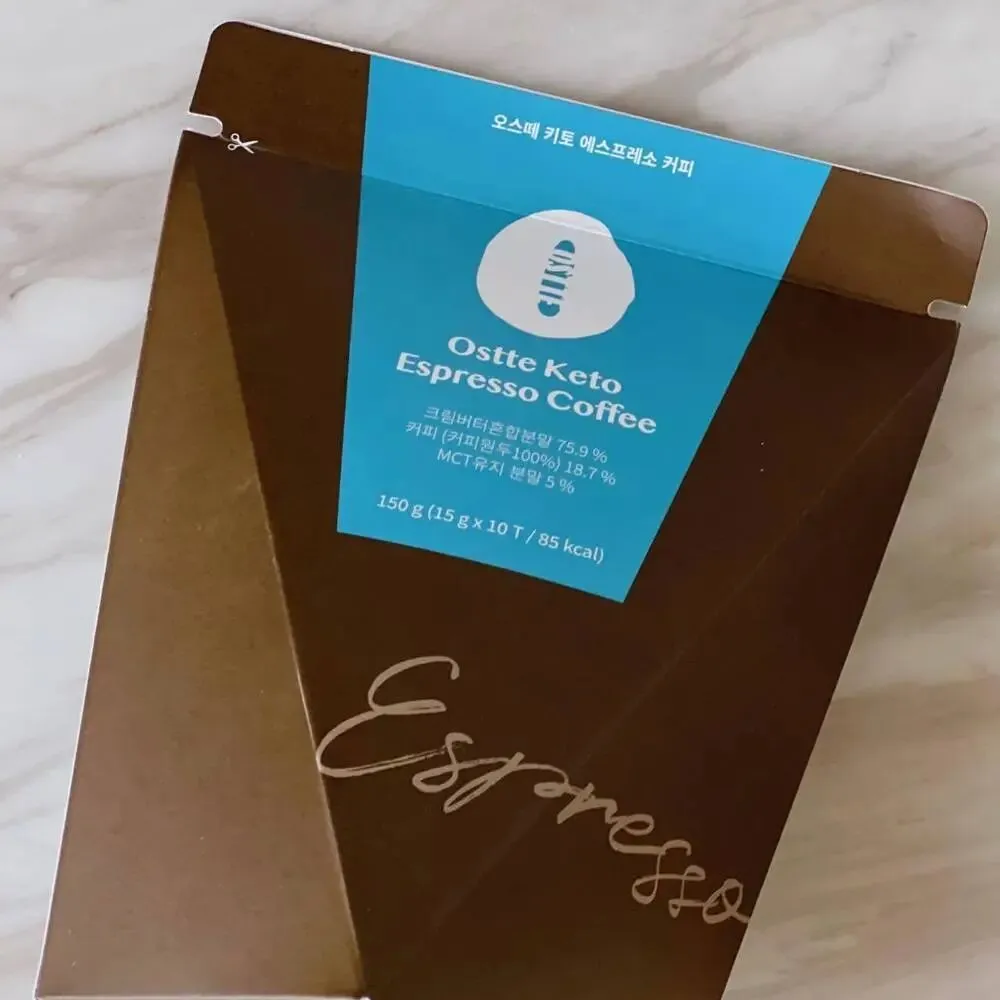 오스떼 키토 에스프레소 커피
Ostte Keto
Espresso Coffee
크림버터혼합분말 75.9 %
커피 (커피원두100%) 18.7 %
MCT유지 분말 5 %
150 g (15 g x 10 T / 85 kcal)
Espresso